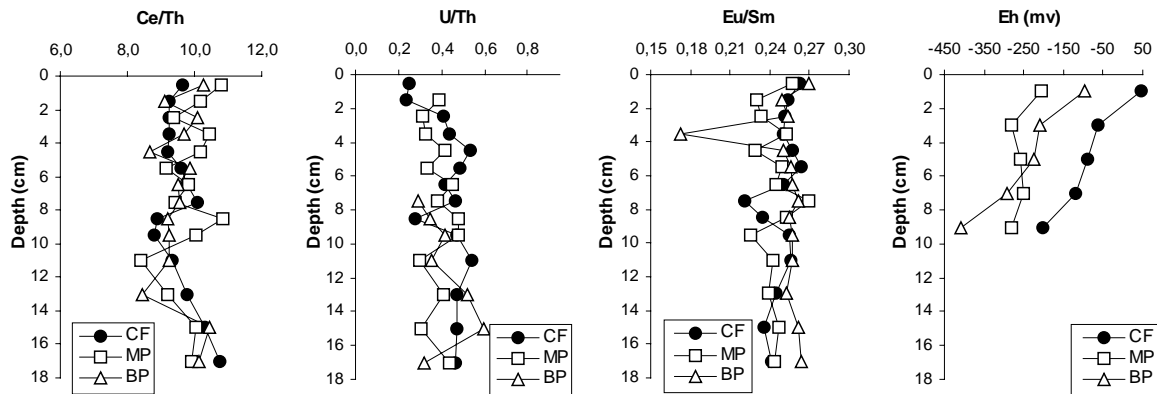 Ce/Th
6,0 8,0 10,0 12,0
0
2
4
6
8
10
12
14
16
18
Depth (cm)
CF
MP
BP
U/Th
0,0 0,2 0,4 0,6 0,8
0
2
4
6
8
10
12
14
16
18
Depth (cm)
CF
MP
BP
Eu/Sm
0,15 0,18 0,21 0,24 0,27 0,30
0
2
4
6
8
10
12
14
16
18
Depth (cm)
CF
MP
BP
Eh (mv)
-450 -350 -250 -150 -50 50
0
2
4
6
8
10
12
14
16
18
Depth (cm)
CF
MP
BP